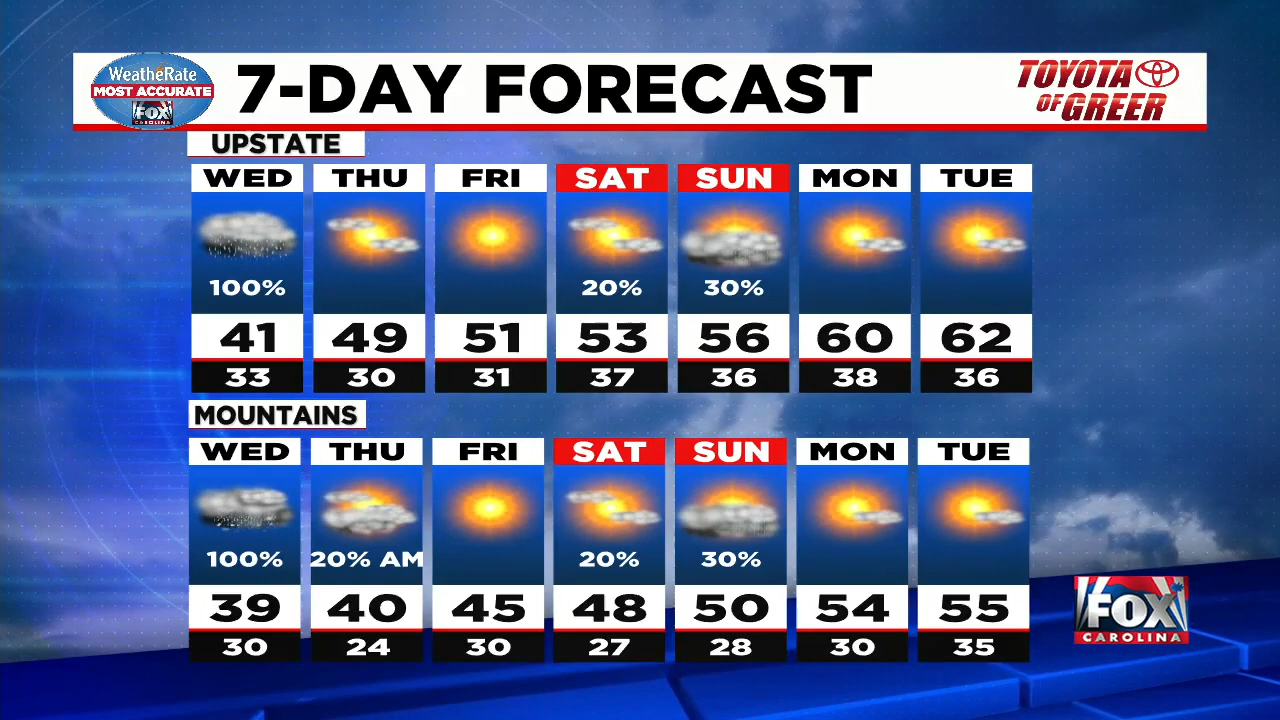 WeatheRate
MOST ACCURATE
FOX
CAROLINA
7-DAY FORECAST
TOYOTA
OF GREER
UPSTATE
WED THU FRI SAT SUN MON TUE
100% 20% 30%
41 49 51 53 56 60 62
33 30 31 37 36 38 36
MOUNTAINS
WED THU FRI SAT SUN MON TUE
100% 20% AM 20% 30%
39 40 45 48 50 54 55
30 24 30 27 28 30 35
FOX
CAROLINA